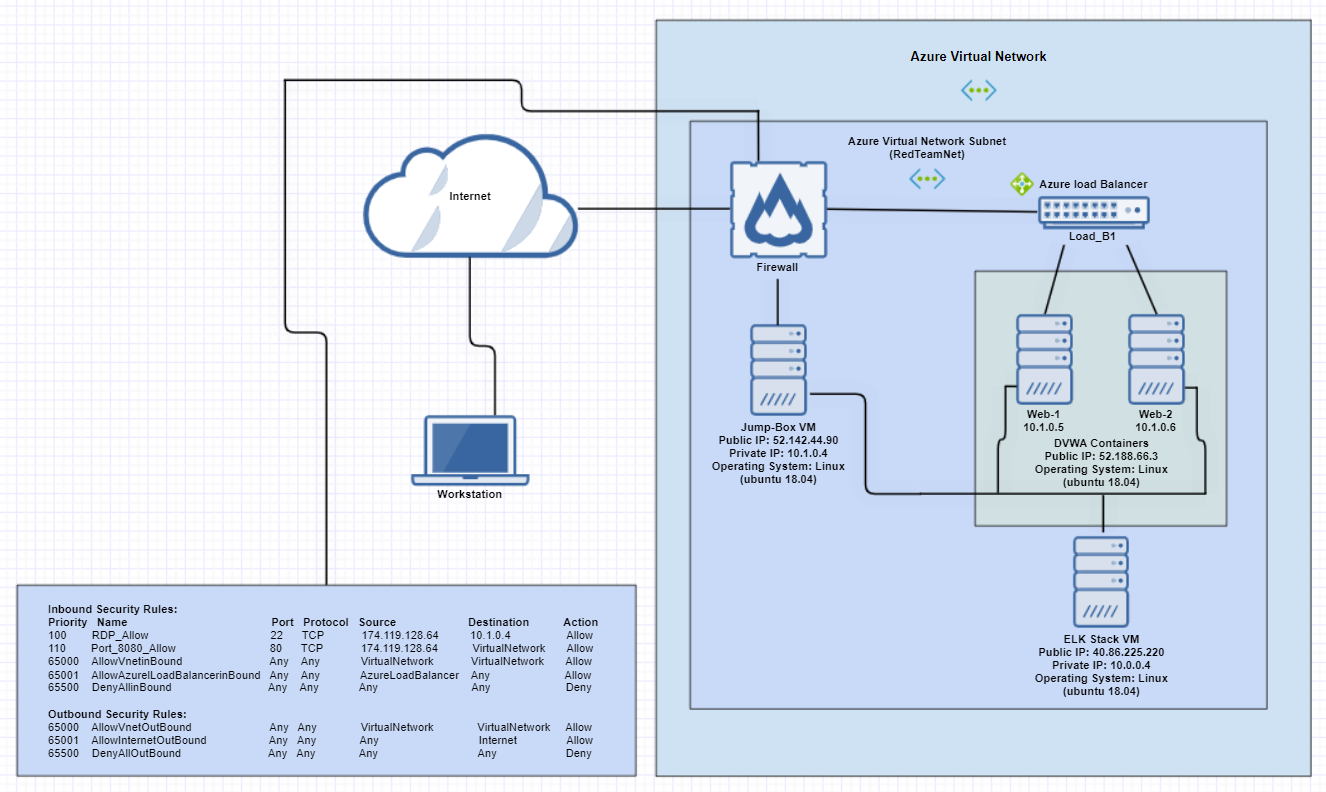 Azure Virtual Network
Azure Virtual Network Subnet
(RedTeamNet)
Azure load Balancer
Load_B1
Internet
Firewall
Workstation
Jump-Box VM
Public IP: 52.142.44.90
Private IP: 10.1.0.4
Operating System: Linux
(ubuntu 18.04)
Web-1
10.1.0.5
Web-2
10.1.0.6
DVWA Containers
Public IP: 52.188.66.3
Operating System: Linux
(ubuntu 18.04)
ELK Stack VM
Public IP: 40.86.225.220
Private IP: 10.0.0.4
Operating System: Linux
(ubuntu 18.04)
Inbound Security Rules:
Priority Name Port Protocol Source Destination Action
100 RDP_Allow 22 TCP 174.119.128.64 10.1.0.4 Allow
110 Port_8080_Allow 80 TCP 174.119.128.64 VirtualNetwork Allow
65000 AllowVnetinBound Any Any VirtualNetwork VirtualNetwork Allow
65001 AllowAzurelLoadBalancerinBound Any Any AzureLoadBalancer Any Allow
65500 DenyAllinBound Any Any Any Any Deny
Outbound Security Rules:
65000 AllowVnetOutBound Any Any VirtualNetwork VirtualNetwork Allow
65001 AllowInternetOutBound Any Any Any Internet Allow
65500 DenyAllOutBound Any Any Any Any Deny